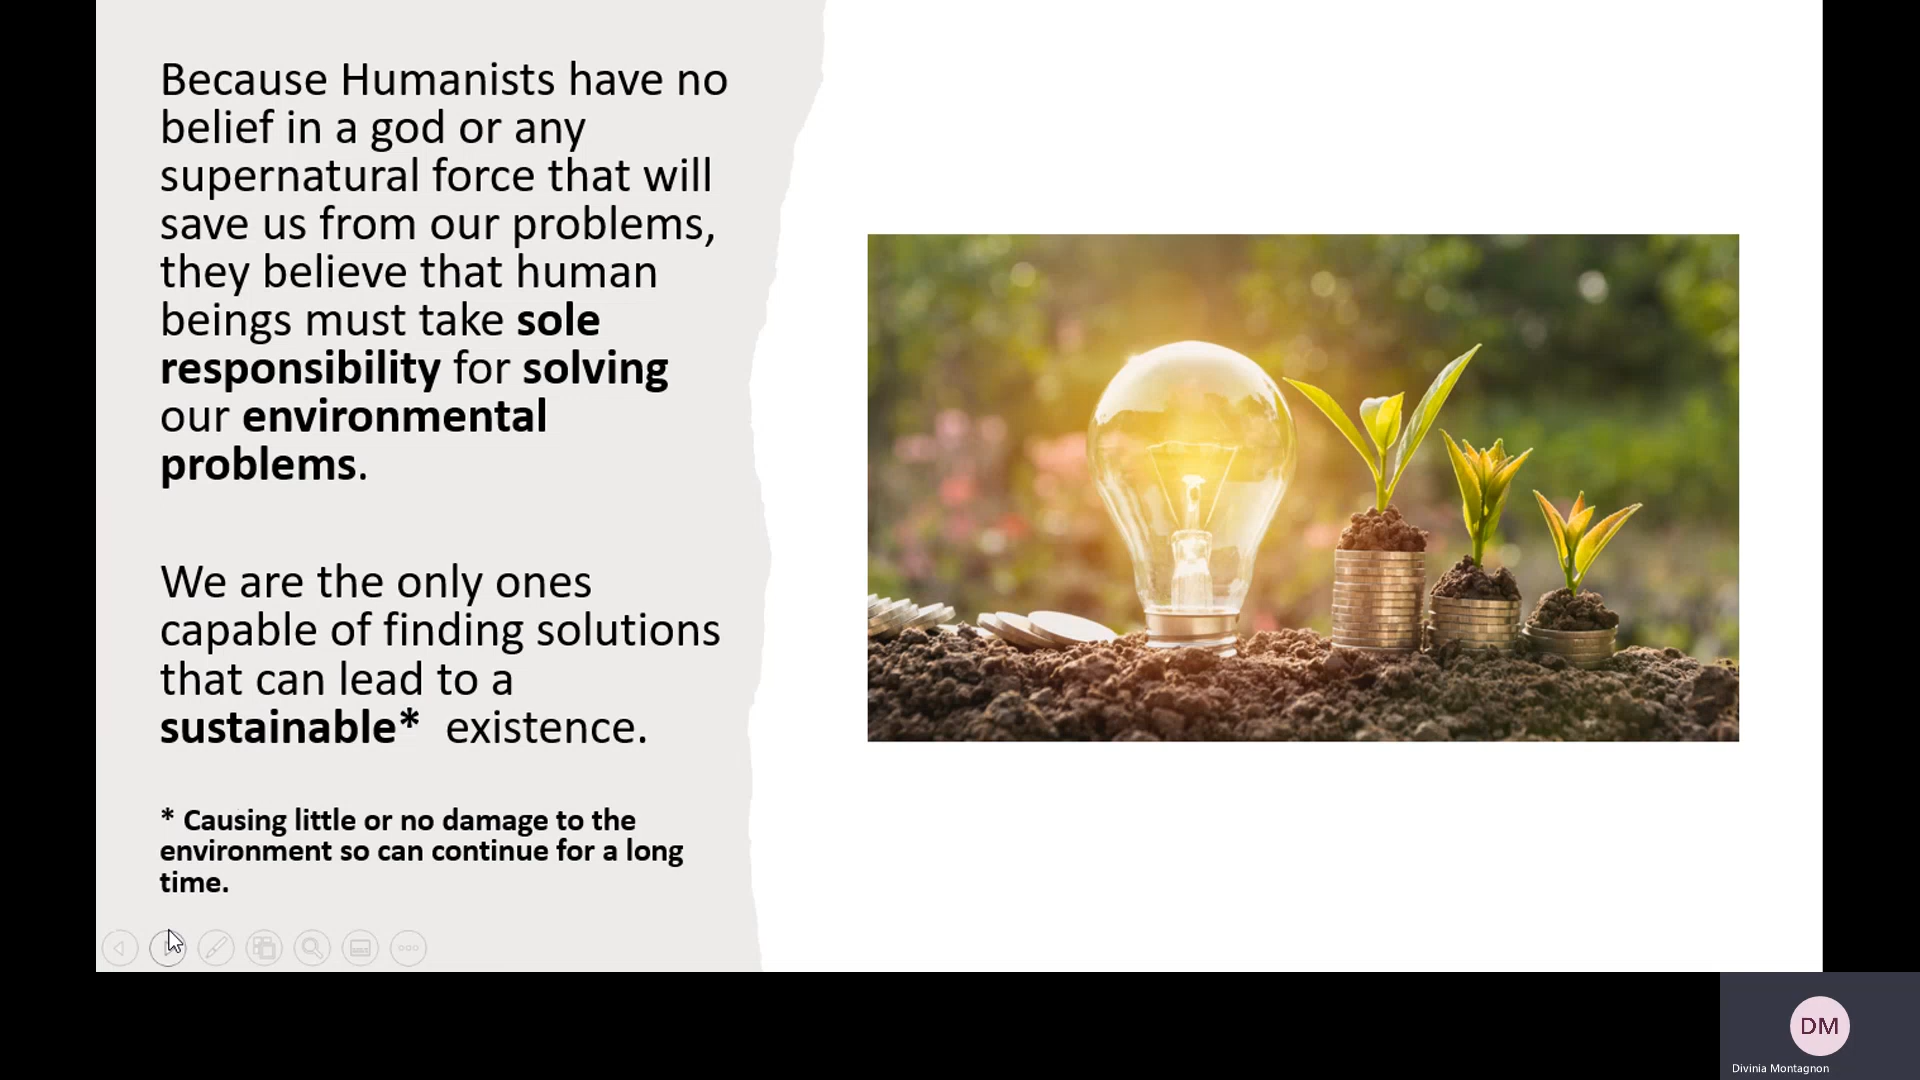 Because Humanists have no
belief in a god or any
supernatural force that will
save us from our problems,
they believe that human
beings must take sole
responsibility for solving
our environmental
problems.
We are the only ones
capable of finding solutions
that can lead to a
sustainable* existence.
* Causing little or no damage to the
environment so can continue for a long
time.
DM
Divinia Montagnon